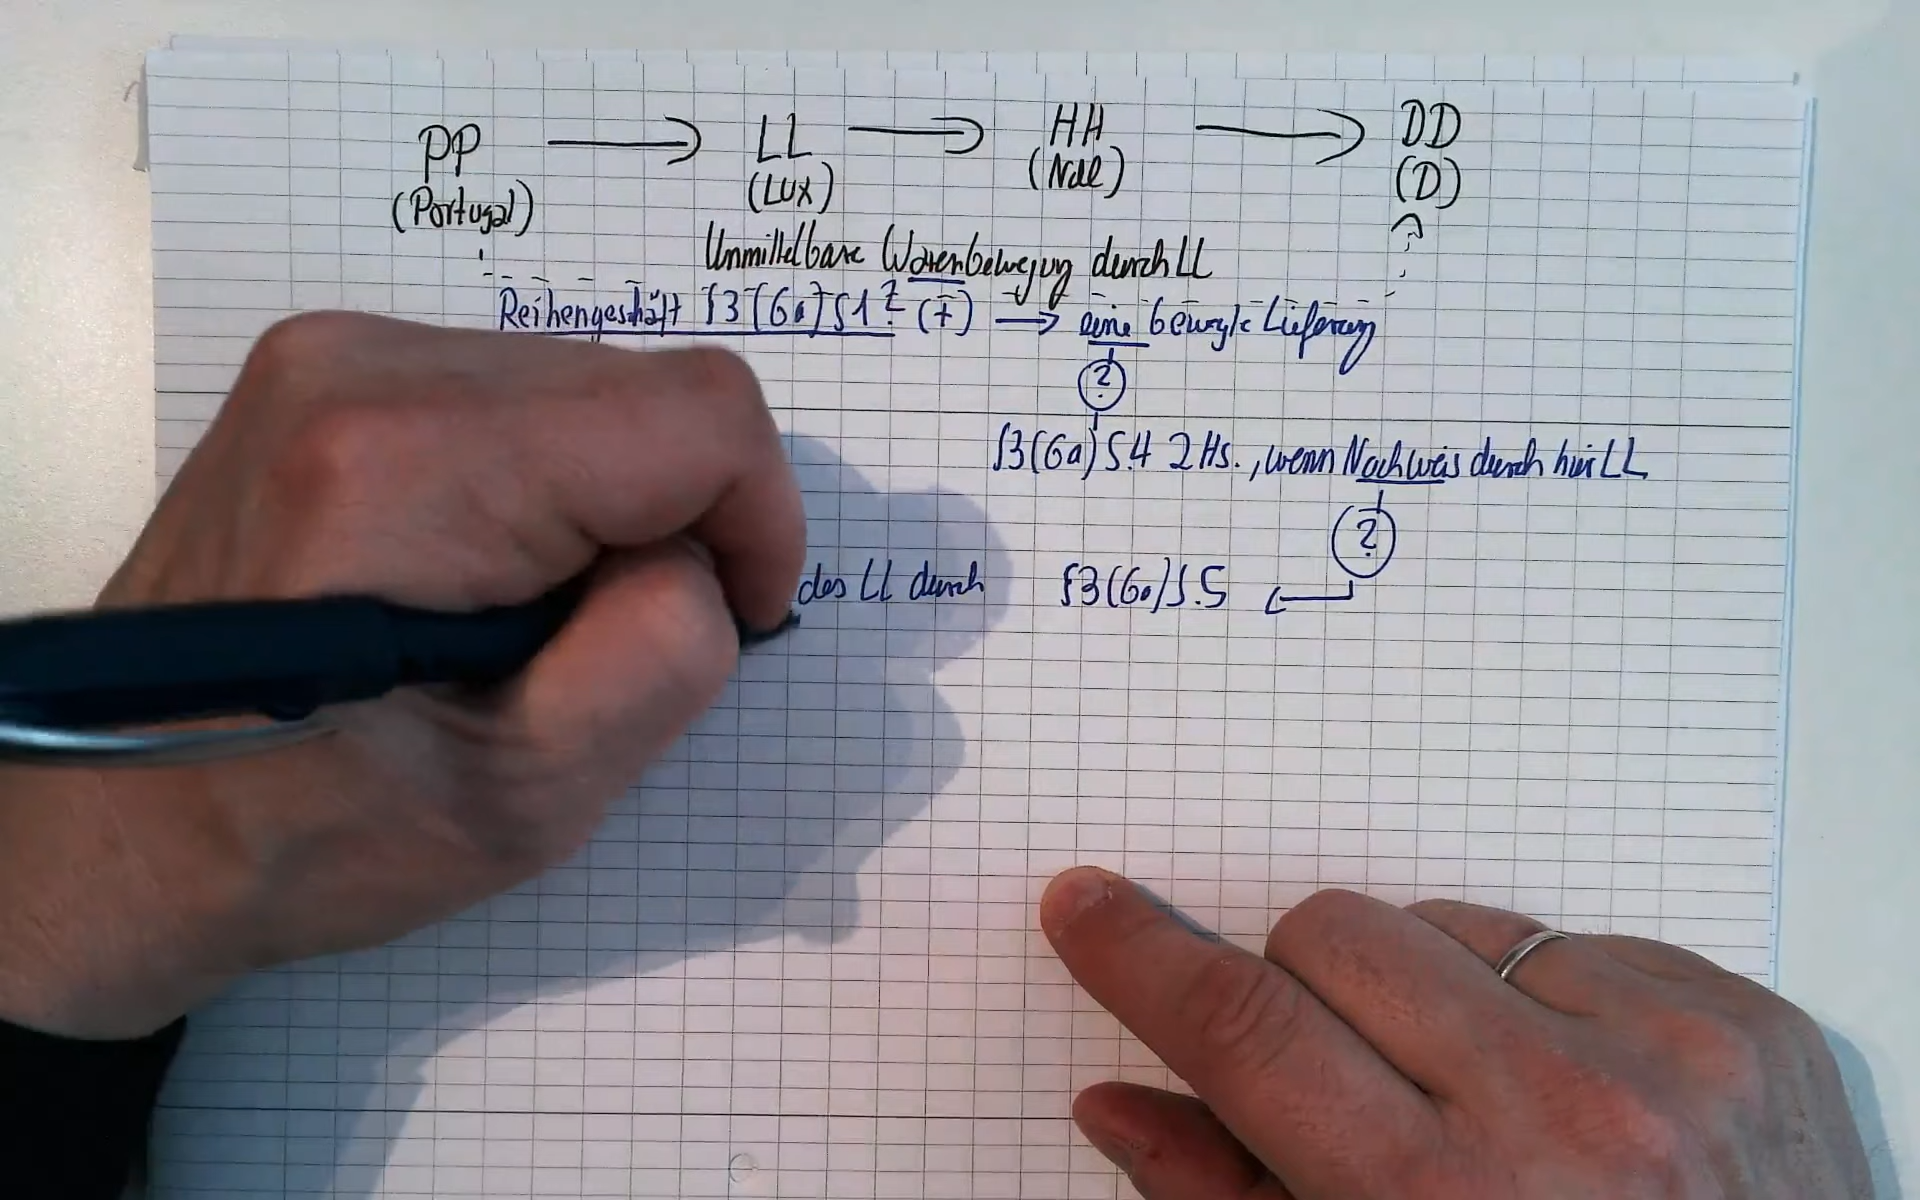 PP LL HH DD
(Portugal) (LUX) (Ndl) (D)
Unmittelbare Warenbewegung durch LL
Reihengeschäft §3(6a) S1? (+) → eine bewegte Lieferung
?
§3(6a) S.4 2 Hs., wenn Nachweis durch hier LL
?
des LL durch §3(6a) S.5